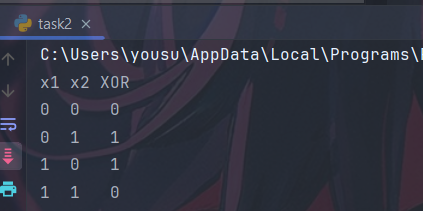 task2
C:\Users\yousu\AppData\Local\Programs\
x1 x2 XOR
0 0 0
0 1 1
1 0 1
1 1 0